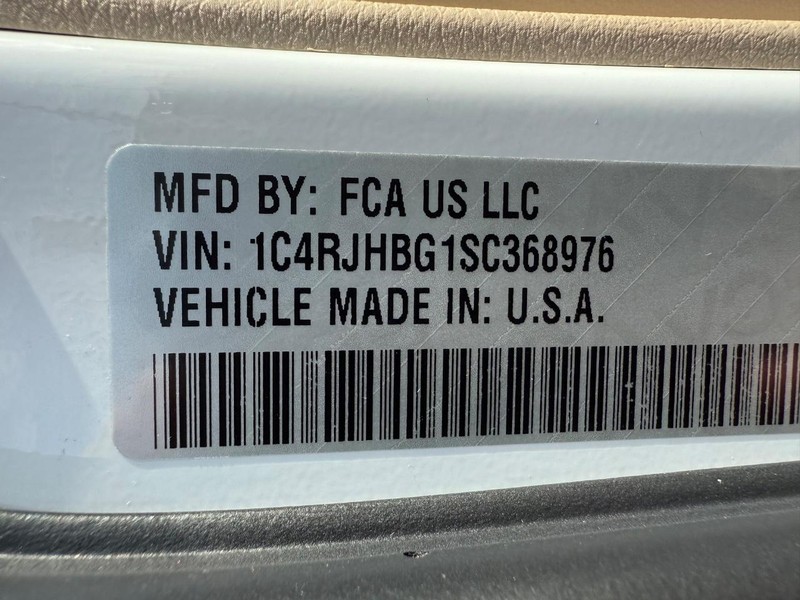 MFD BY: FCA US LLC
VIN: 1C4RJHBG1SC368976
VEHICLE MADE IN: U.S.A.